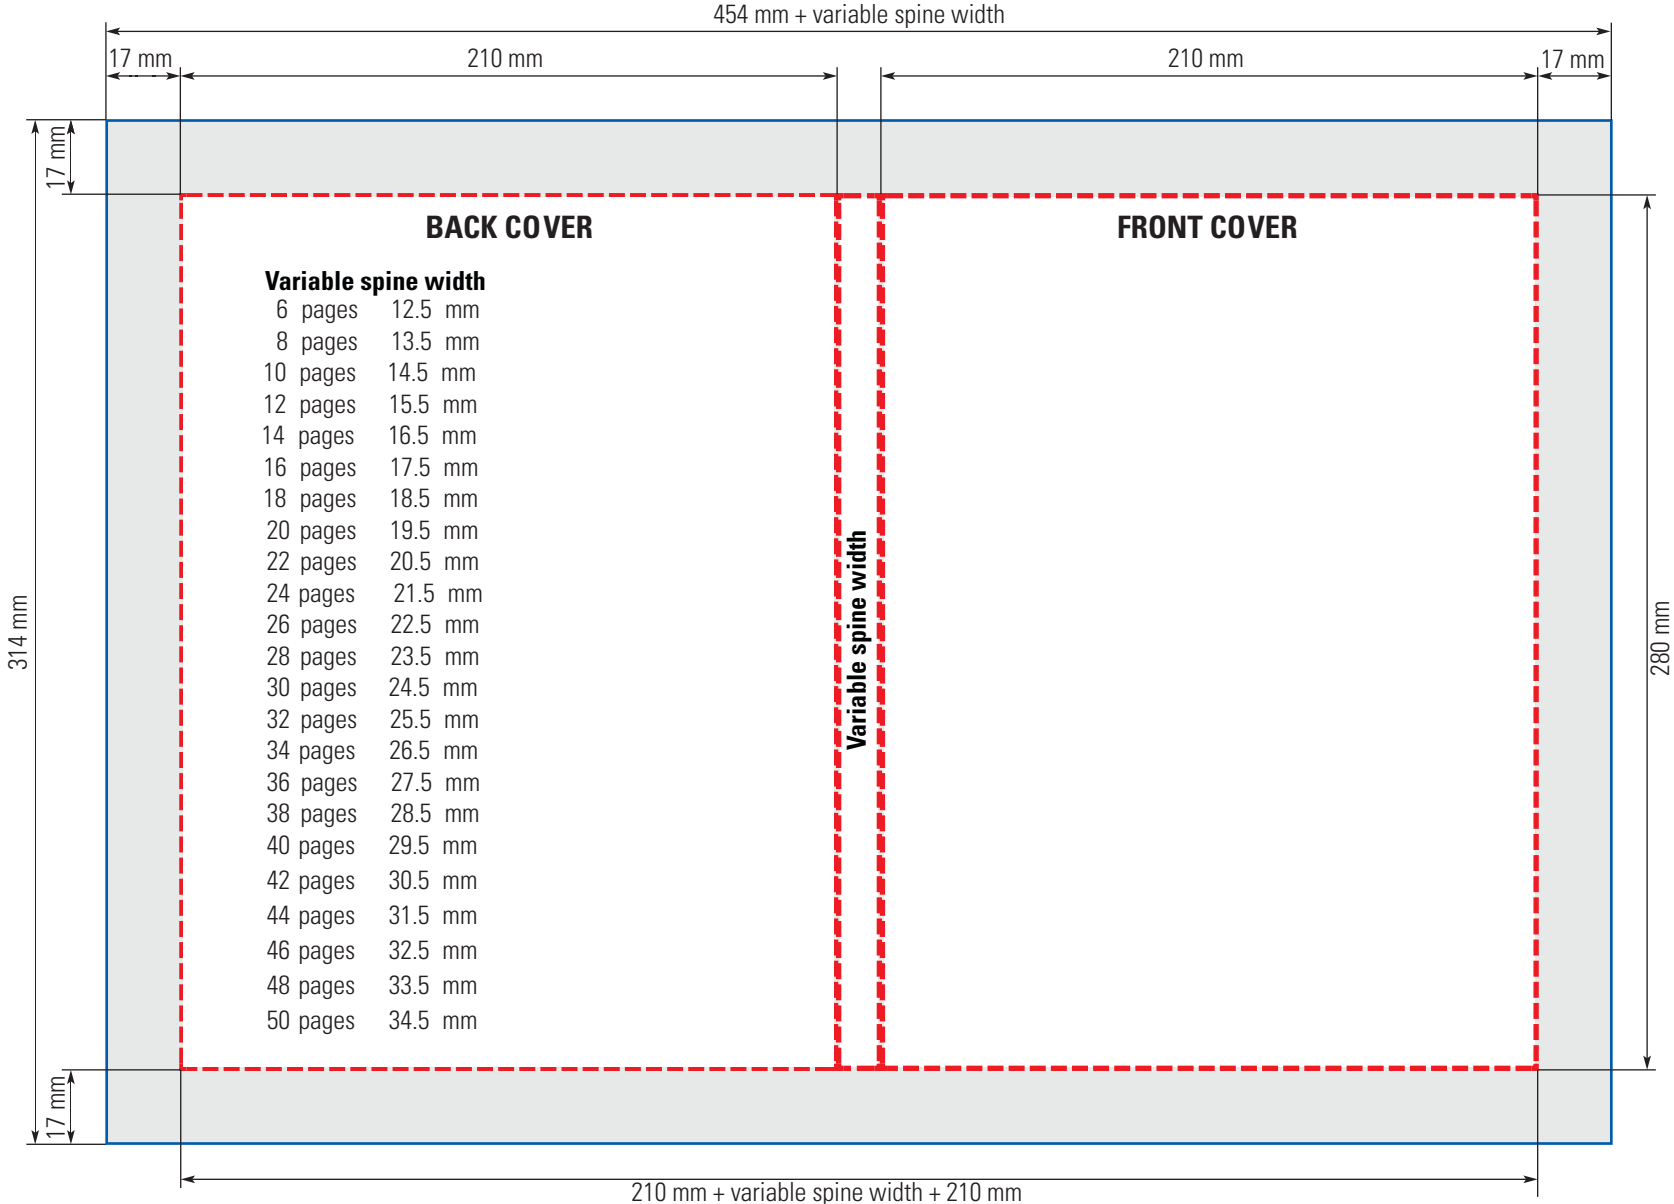 454 mm + variable spine width
17 mm
210 mm
210 mm
17 mm
17 mm
BACK COVER
FRONT COVER
Variable spine width
6 pages 12.5 mm
8 pages 13.5 mm
10 pages 14.5 mm
12 pages 15.5 mm
14 pages 16.5 mm
16 pages 17.5 mm
18 pages 18.5 mm
20 pages 19.5 mm
22 pages 20.5 mm
24 pages 21.5 mm
26 pages 22.5 mm
28 pages 23.5 mm
30 pages 24.5 mm
32 pages 25.5 mm
34 pages 26.5 mm
36 pages 27.5 mm
38 pages 28.5 mm
40 pages 29.5 mm
42 pages 30.5 mm
44 pages 31.5 mm
46 pages 32.5 mm
48 pages 33.5 mm
50 pages 34.5 mm
Variable spine width
314 mm
280 mm
17 mm
210 mm + variable spine width + 210 mm